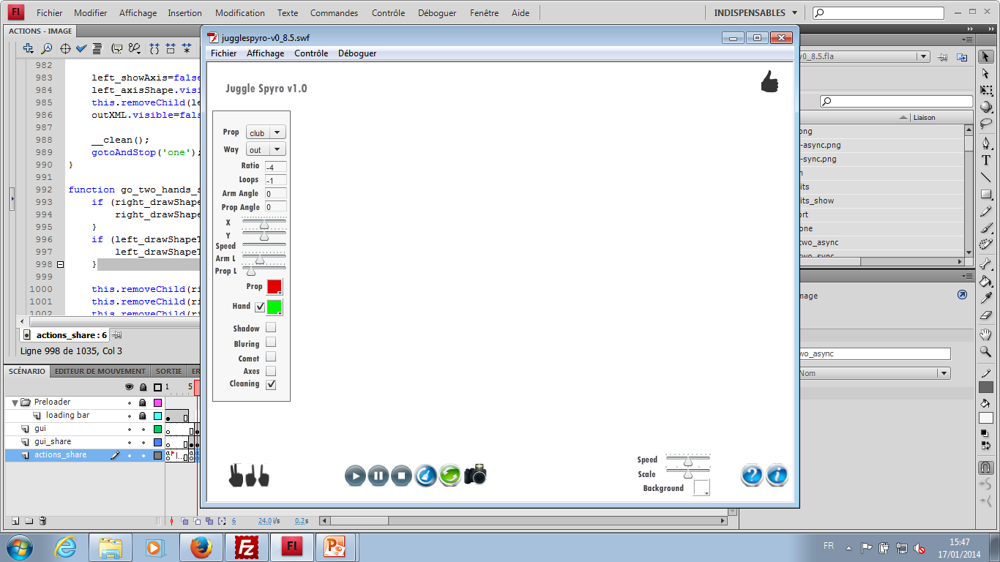 FL Fichier Modifier Affichage Insertion Modification Texte Commandes Contrôle Déboguer Fenêtre Aide INDISPENSABLES
ACTIONS - IMAGE
jugglespyro-v0_8.5.swf
Fichier Affichage Contrôle Déboguer
982
983 left_showAxis=false
984 left_axisShape.visi
985 this.removeChild(le
986 outXML.visible=fals
987
988 __clean();
989 gotoAndStop('one');
990 }
991
992 function go_two_hands_s
993 if (right_drawShape
994 right_drawShape
995 }
996 if (left_drawShapeT
997 left_drawShapeT
998 }
999
1000 this.removeChild(ri
1001 this.removeChild(ri
1002 this.removeChild(ri
actions_share : 6
Ligne 998 de 1035, Col 3
SCÉNARIO EDITEUR DE MOUVEMENT SORTIE ER
1 5
Preloader
loading bar
gui
gui_share
actions_share
6 24.0 i/s 0.2s
Juggle Spyro v1.0
Prop club
Way out
Ratio -4
Loops -1
Arm Angle 0
Prop Angle 0
X
Y
Speed
Arm L
Prop L
Prop
Hand
Shadow
Bluring
Comet
Axes
Cleaning
Speed
Scale
Background
v0_8.5.fla
Liaison
png
-async.png
-sync.png
n
its
its_show
ort
one
two_async
two_sync
mage
wo_async
Nom
FL
FR
15:47
17/01/2014